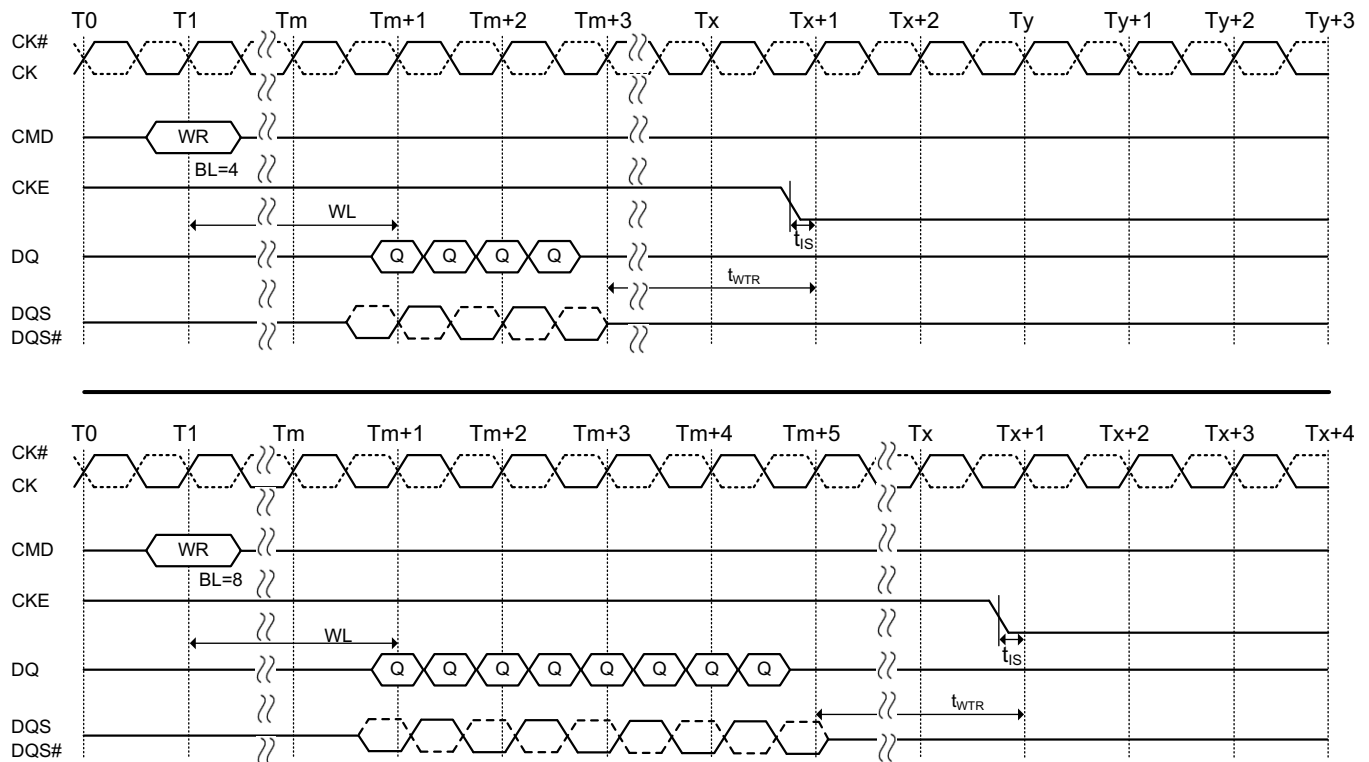 T0 T1 Tm Tm+1 Tm+2 Tm+3 Tx Tx+1 Tx+2 Ty Ty+1 Ty+2 Ty+3
CK#
CK
CMD WR
BL=4
CKE
WL
tIS
DQ Q Q Q Q
tWTR
DQS
DQS#
T0 T1 Tm Tm+1 Tm+2 Tm+3 Tm+4 Tm+5 Tx Tx+1 Tx+2 Tx+3 Tx+4
CK#
CK
CMD WR
BL=8
CKE
WL
tIS
DQ Q Q Q Q Q Q Q Q
tWTR
DQS
DQS#